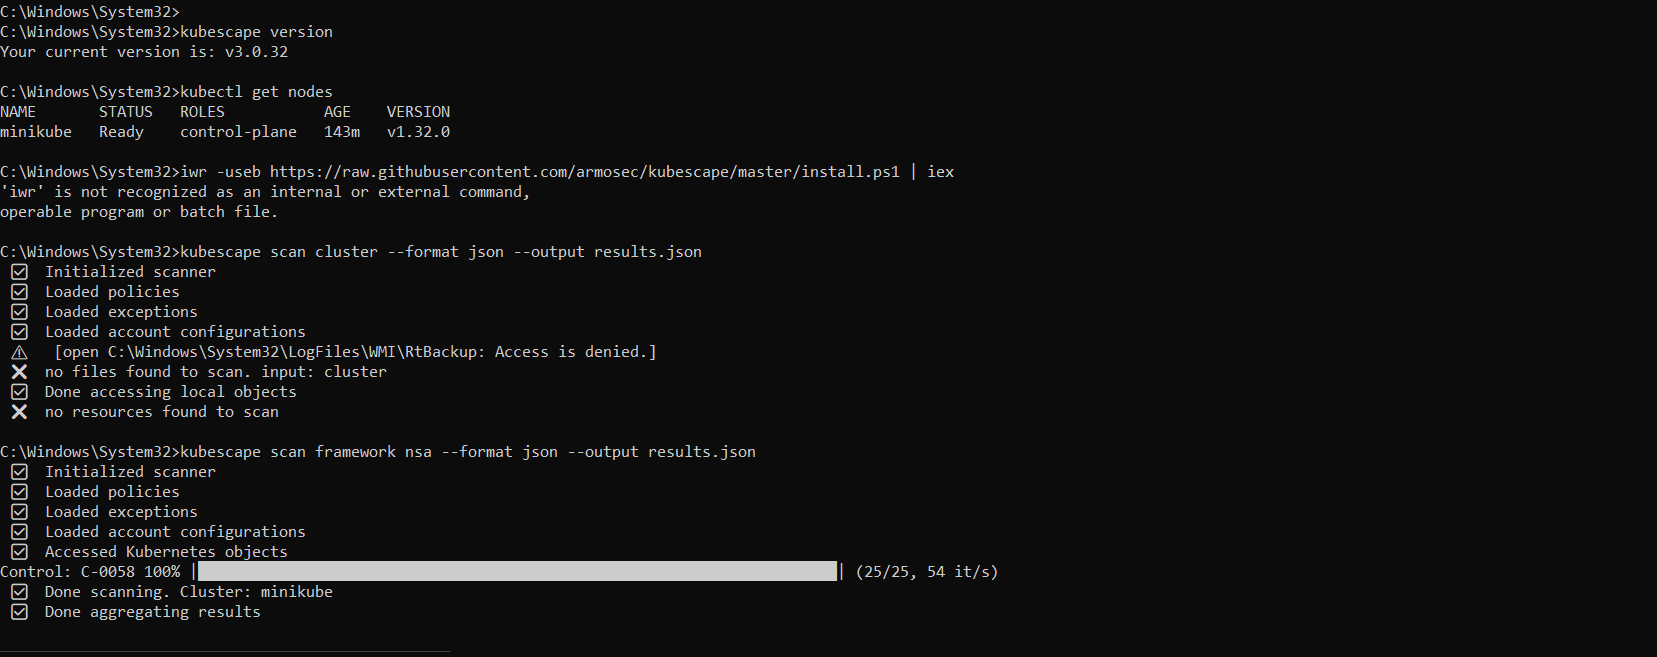 C:\Windows\System32>
C:\Windows\System32>kubescape version
Your current version is: v3.0.32
C:\Windows\System32>kubectl get nodes
NAME       STATUS   ROLES           AGE    VERSION
minikube   Ready    control-plane   143m   v1.32.0
C:\Windows\System32>iwr -useb https://raw.githubusercontent.com/armosec/kubescape/master/install.ps1 | iex
'iwr' is not recognized as an internal or external command,
operable program or batch file.
C:\Windows\System32>kubescape scan cluster --format json --output results.json
Initialized scanner
Loaded policies
Loaded exceptions
Loaded account configurations
[open C:\Windows\System32\LogFiles\WMI\RtBackup: Access is denied.]
no files found to scan. input: cluster
Done accessing local objects
no resources found to scan
C:\Windows\System32>kubescape scan framework nsa --format json --output results.json
Initialized scanner
Loaded policies
Loaded exceptions
Loaded account configurations
Accessed Kubernetes objects
Control: C-0058 100% || (25/25, 54 it/s)
Done scanning. Cluster: minikube
Done aggregating results